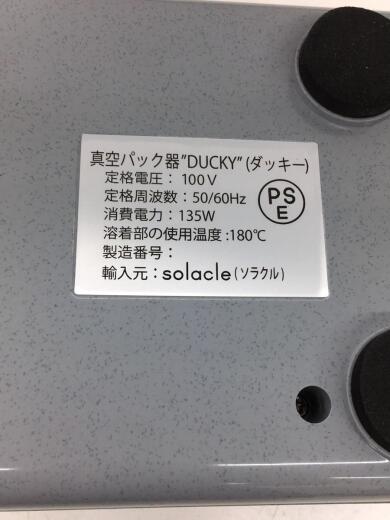 真空パック器"DUCKY"(ダッキー)
定格電圧：100V
定格周波数：50/60Hz
消費電力：135W
溶着部の使用温度:180℃
製造番号：
輸入元：solacle(ソラクル)
PS
E